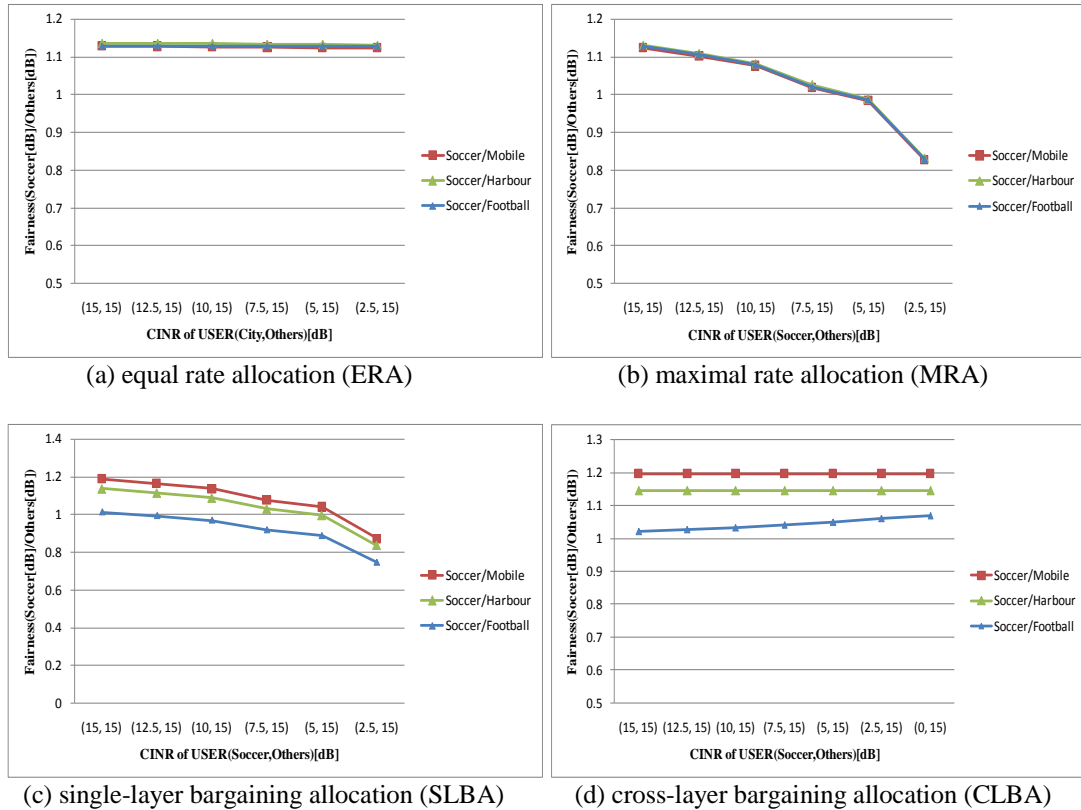 1.2
1.1
1
0.9
0.8
0.7
0.6
0.5
Fairness(Soccer[dB]/Others[dB])
(15, 15) (12.5, 15) (10, 15) (7.5, 15) (5, 15) (2.5, 15)
CINR of USER(City,Others)[dB]
Soccer/Mobile
Soccer/Harbour
Soccer/Football
(a) equal rate allocation (ERA)
1.2
1.1
1
0.9
0.8
0.7
0.6
0.5
Fairness(Soccer[dB]/Others[dB])
(15, 15) (12.5, 15) (10, 15) (7.5, 15) (5, 15) (2.5, 15)
CINR of USER(Soccer,Others)[dB]
Soccer/Mobile
Soccer/Harbour
Soccer/Football
(b) maximal rate allocation (MRA)
1.4
1.2
1
0.8
0.6
0.4
0.2
0
Fairness(Soccer[dB]/Others[dB])
(15, 15) (12.5, 15) (10, 15) (7.5, 15) (5, 15) (2.5, 15)
CINR of USER(Soccer,Others)[dB]
Soccer/Mobile
Soccer/Harbour
Soccer/Football
(c) single-layer bargaining allocation (SLBA)
1.3
1.2
1.1
1
0.9
0.8
0.7
0.6
0.5
Fairness(Soccer[dB]/Others[dB])
(15, 15) (12.5, 15) (10, 15) (7.5, 15) (5, 15) (2.5, 15) (0, 15)
CINR of USER(Soccer,Others)[dB]
Soccer/Mobile
Soccer/Harbour
Soccer/Football
(d) cross-layer bargaining allocation (CLBA)